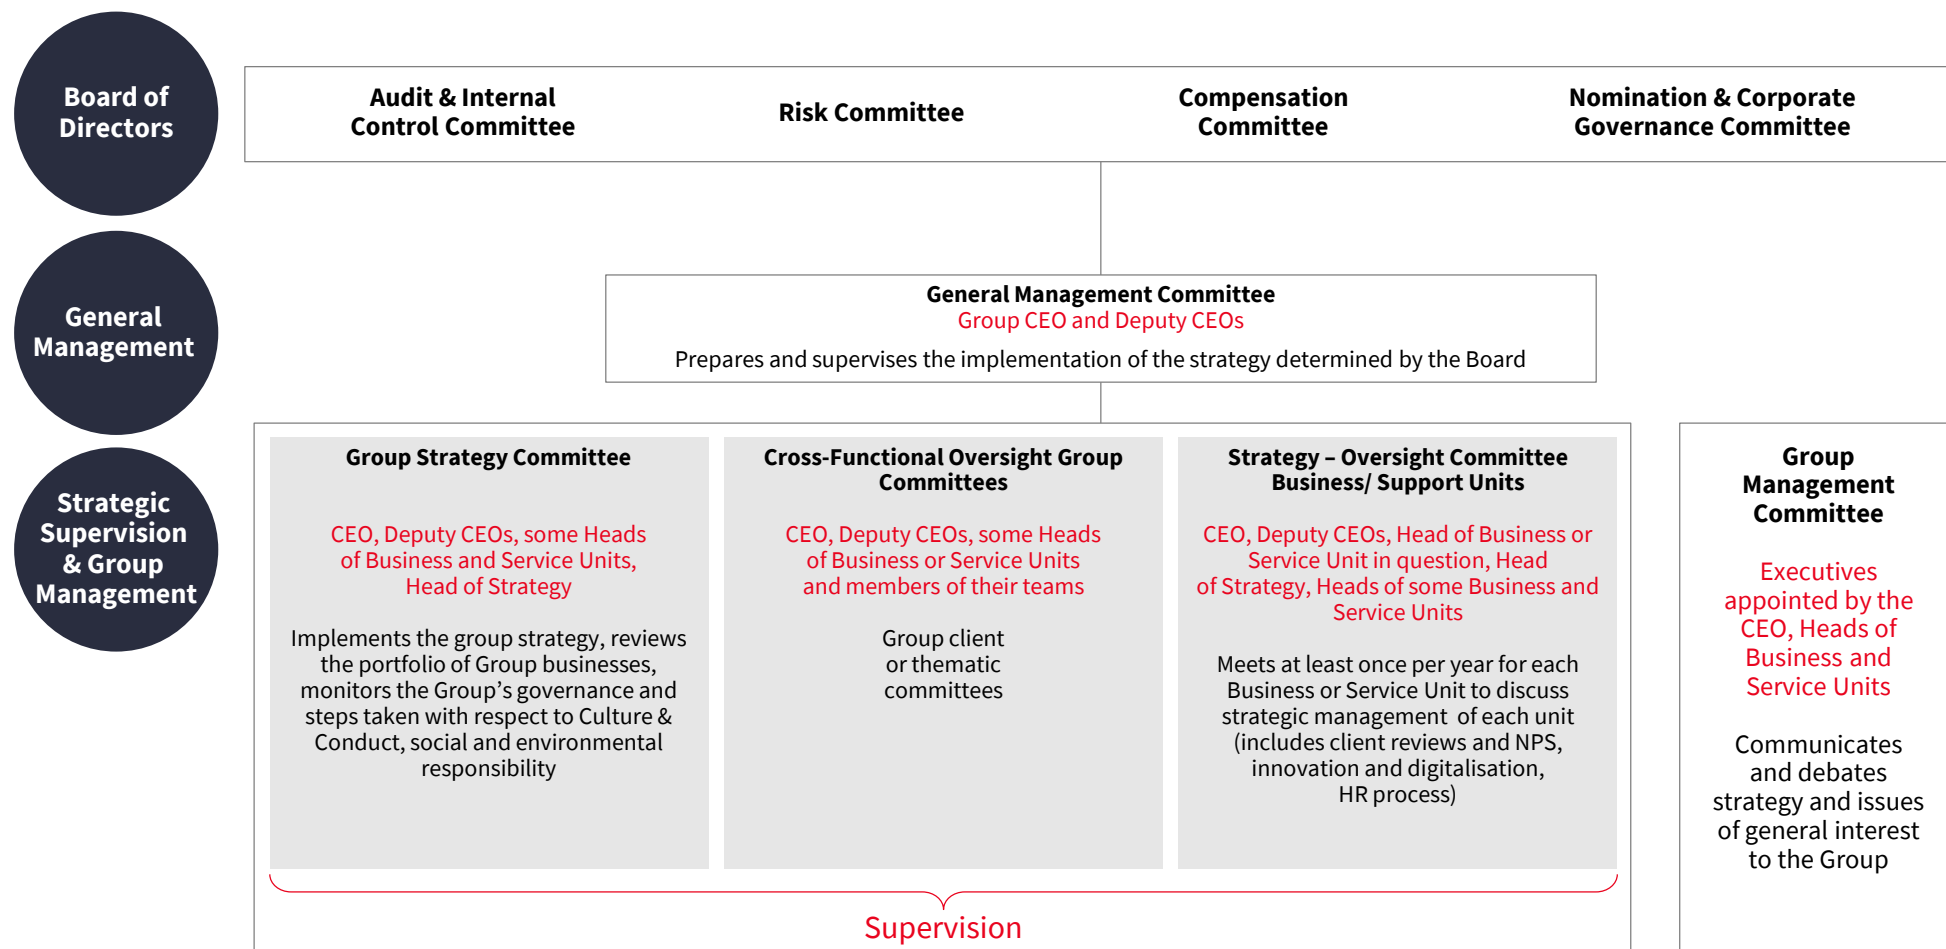 Board of
Directors
Audit & Internal
Control Committee
Risk Committee
Compensation
Committee
Nomination & Corporate
Governance Committee
General
Management
General Management Committee
Group CEO and Deputy CEOs
Prepares and supervises the implementation of the strategy determined by the Board
Strategic
Supervision
& Group
Management
Group Strategy Committee
CEO, Deputy CEOs, some Heads
of Business and Service Units,
Head of Strategy
Implements the group strategy, reviews
the portfolio of Group businesses,
monitors the Group’s governance and
steps taken with respect to Culture &
Conduct, social and environmental
responsibility
Cross-Functional Oversight Group
Committees
CEO, Deputy CEOs, some Heads
of Business or Service Units
and members of their teams
Group client
or thematic
committees
Strategy – Oversight Committee
Business/ Support Units
CEO, Deputy CEOs, Head of Business or
Service Unit in question, Head
of Strategy, Heads of some Business and
Service Units
Meets at least once per year for each
Business or Service Unit to discuss
strategic management of each unit
(includes client reviews and NPS,
innovation and digitalisation,
HR process)
Supervision
Group
Management
Committee
Executives
appointed by the
CEO, Heads of
Business and
Service Units
Communicates
and debates
strategy and issues
of general interest
to the Group